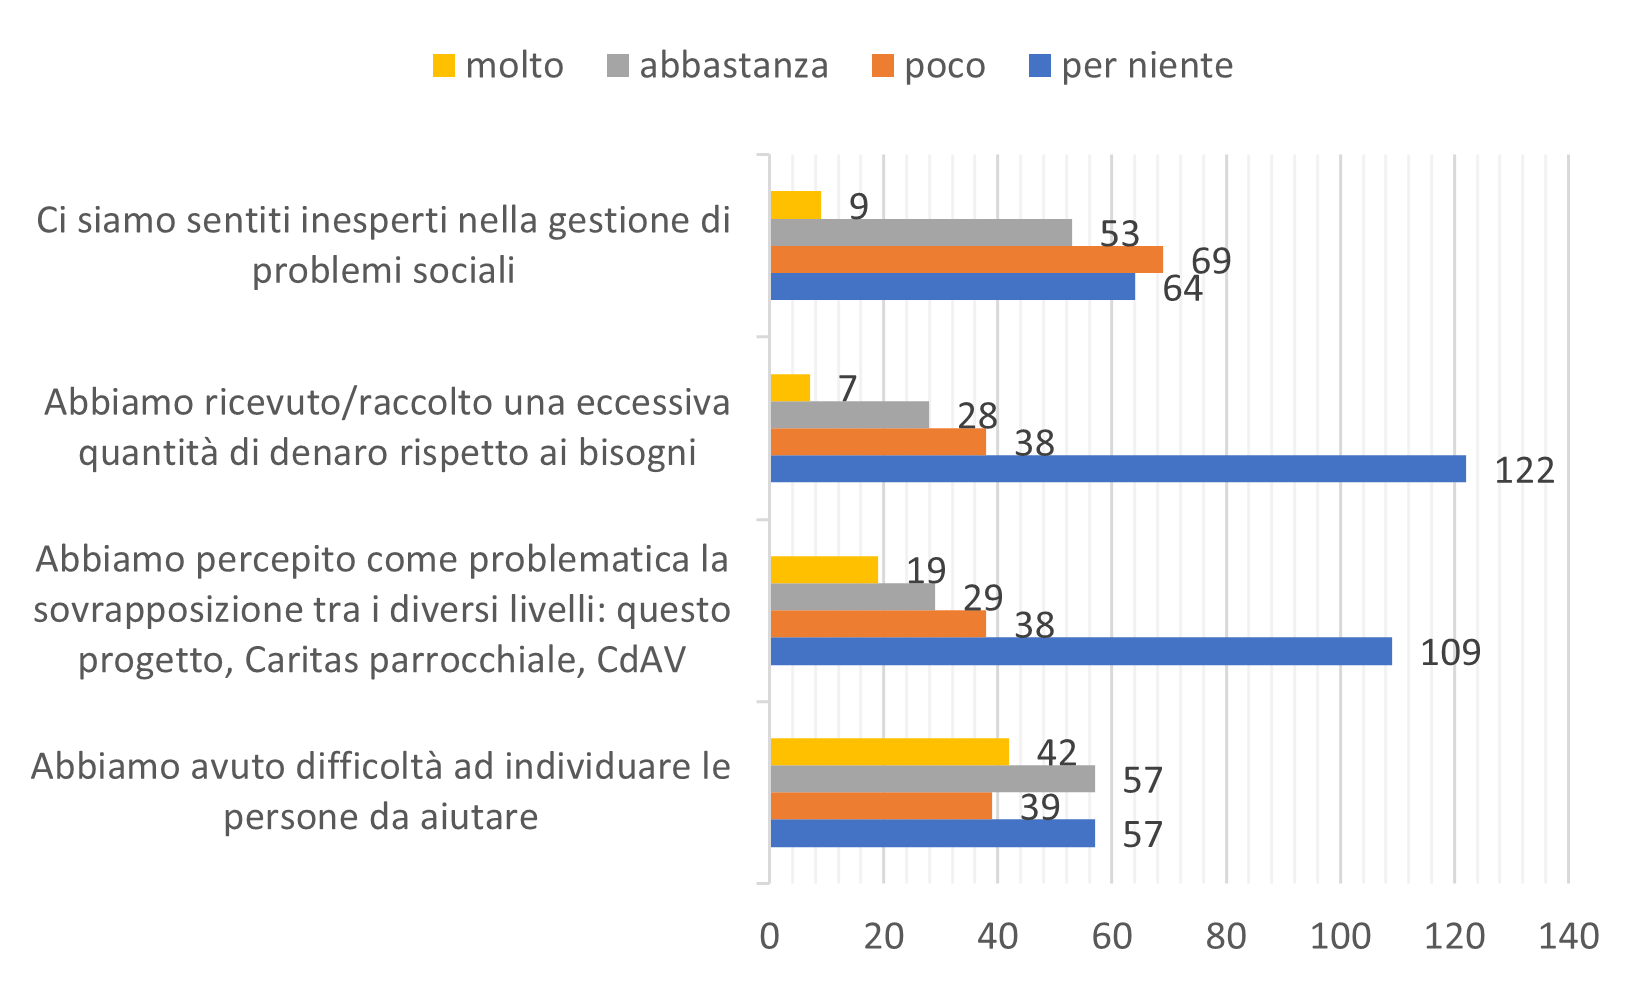 molto abbastanza poco per niente
Ci siamo sentiti inesperti nella gestione di
problemi sociali
9
53
69
64
Abbiamo ricevuto/raccolto una eccessiva
quantità di denaro rispetto ai bisogni
7
28
38
122
Abbiamo percepito come problematica la
sovrapposizione tra i diversi livelli: questo
progetto, Caritas parrocchiale, CdAV
19
29
38
109
Abbiamo avuto difficoltà ad individuare le
persone da aiutare
42
57
39
57
0 20 40 60 80 100 120 140